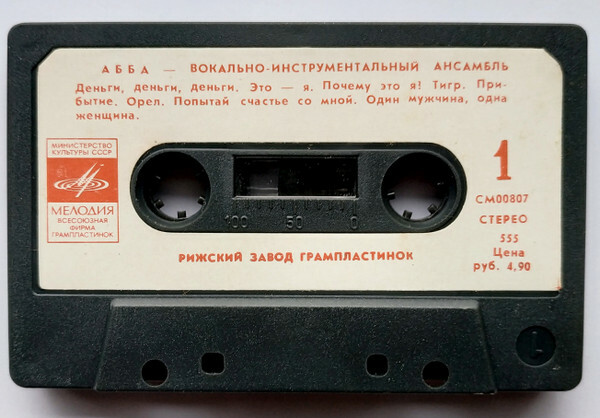 АББА — ВОКАЛЬНО-ИНСТРУМЕНТАЛЬНЫЙ АНСАМБЛЬ
Деньги, деньги, деньги. Это — я. Почему это я! Тигр. При-
бытие. Орел. Попытай счастье со мной. Один мужчина, одна
женщина.
МИНИСТЕРСТВО
КУЛЬТУРЫ СССР
МЕЛОДИЯ
ВСЕСОЮЗНАЯ
ФИРМА
ГРАМПЛАСТИНОК
100 50 0
1
СМ00807
СТЕРЕО
555
Цена
руб. 4,90
РИЖСКИЙ ЗАВОД ГРАМПЛАСТИНОК
1